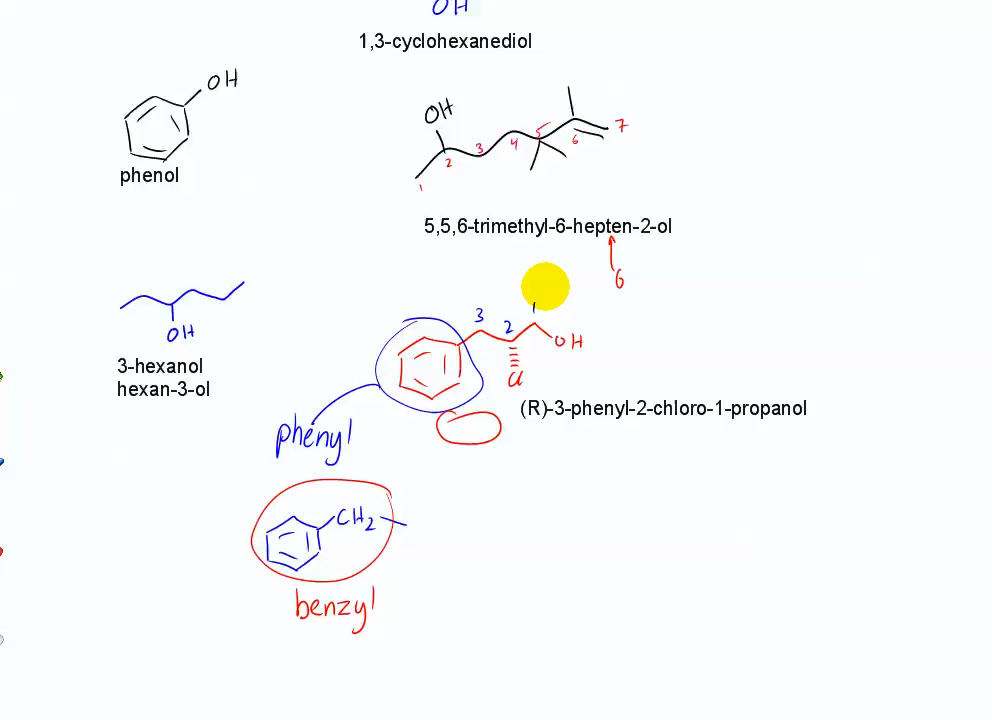 OH
1,3-cyclohexanediol
OH
phenol
OH
1 2 3 4 5 6 7
5,5,6-trimethyl-6-hepten-2-ol
6
OH
3-hexanol
hexan-3-ol
3 2 1
OH
Cl
(R)-3-phenyl-2-chloro-1-propanol
phenyl
CH2
benzyl